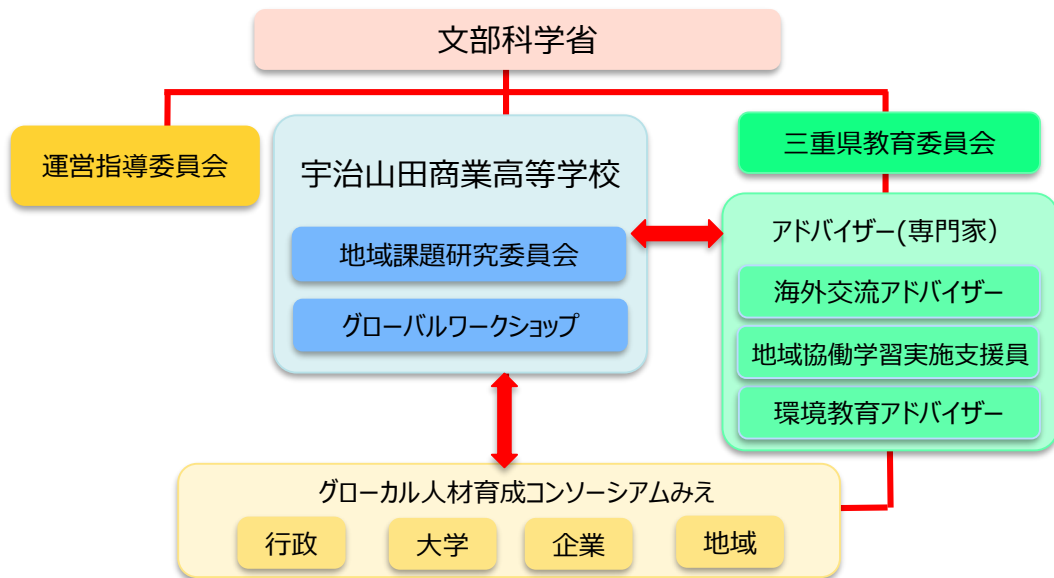 文部科学省
運営指導委員会
宇治山田商業高等学校
地域課題研究委員会
グローバルワークショップ
三重県教育委員会
アドバイザー(専門家）
海外交流アドバイザー
地域協働学習実施支援員
環境教育アドバイザー
グローカル人材育成コンソーシアムみえ
行政
大学
企業
地域